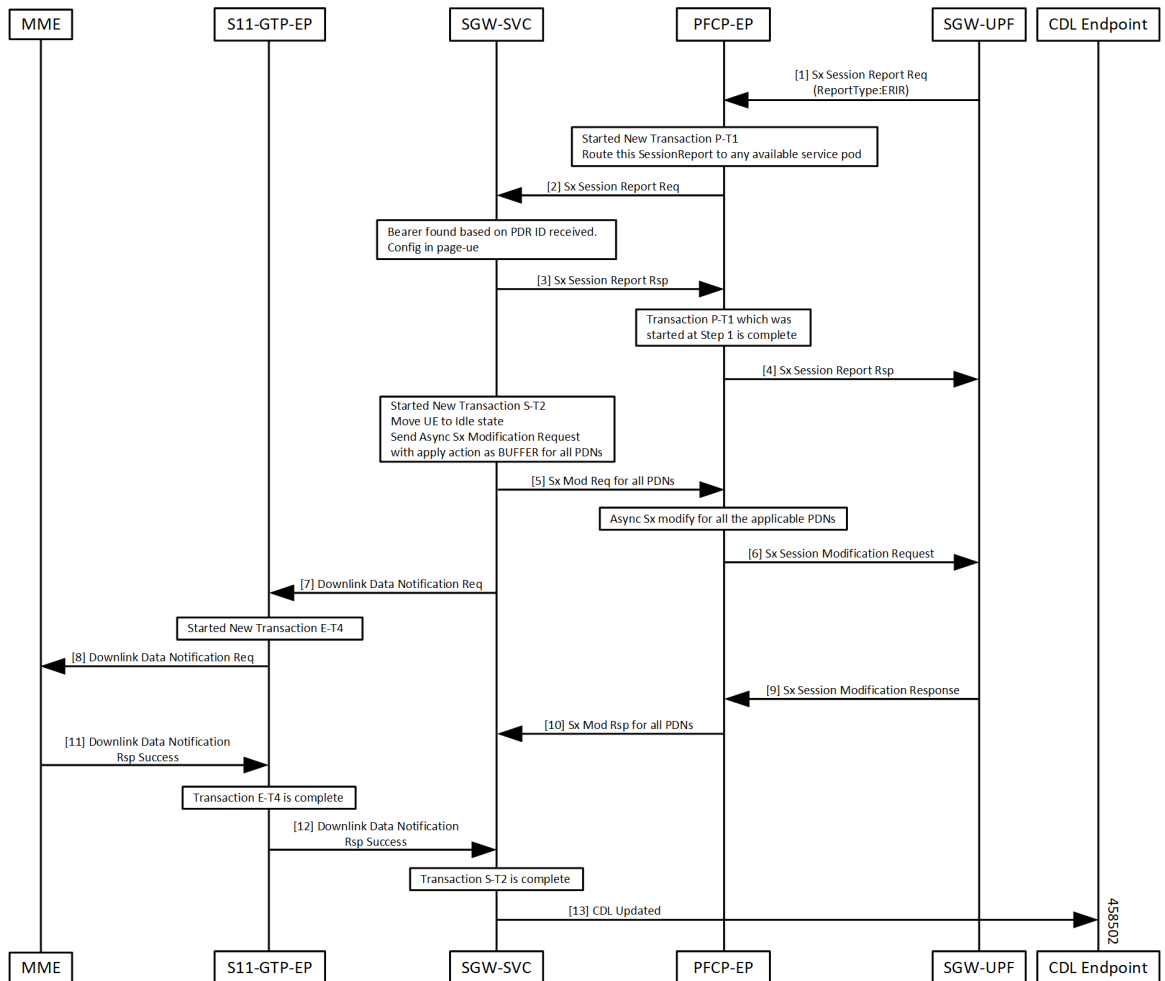 MME
S11-GTP-EP
SGW-SVC
PFCP-EP
SGW-UPF
CDL Endpoint
[1] Sx Session Report Req
(ReportType:ERIR)
Started New Transaction P-T1
Route this SessionReport to any available service pod
[2] Sx Session Report Req
Bearer found based on PDR ID received.
Config in page-ue
[3] Sx Session Report Rsp
Transaction P-T1 which was
started at Step 1 is complete
[4] Sx Session Report Rsp
Started New Transaction S-T2
Move UE to Idle state
Send Async Sx Modification Request
with apply action as BUFFER for all PDNs
[5] Sx Mod Req for all PDNs
Async Sx modify for all the applicable PDNs
[6] Sx Session Modification Request
[7] Downlink Data Notification Req
Started New Transaction E-T4
[8] Downlink Data Notification Req
[9] Sx Session Modification Response
[10] Sx Mod Rsp for all PDNs
[11] Downlink Data Notification
Rsp Success
Transaction E-T4 is complete
[12] Downlink Data Notification
Rsp Success
Transaction S-T2 is complete
[13] CDL Updated
458502
MME
S11-GTP-EP
SGW-SVC
PFCP-EP
SGW-UPF
CDL Endpoint